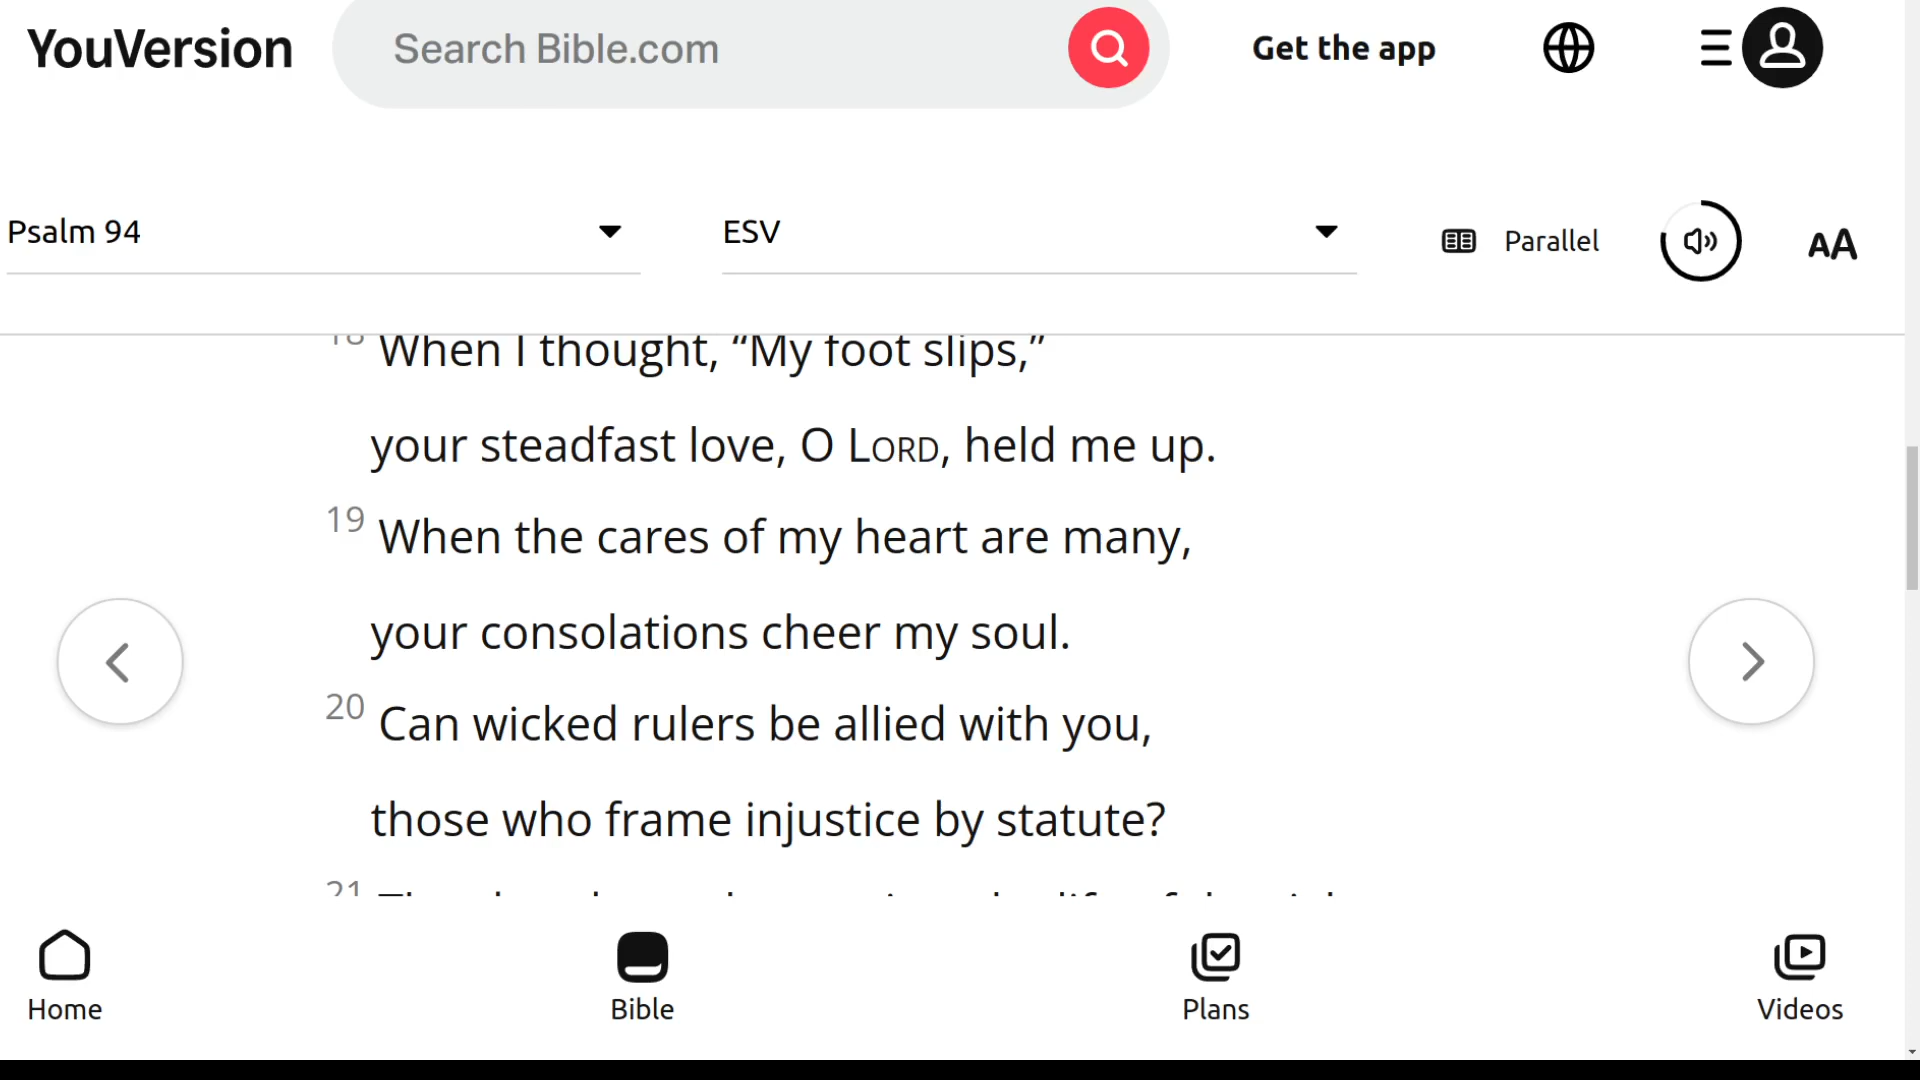 YouVersion
Search Bible.com
Get the app
Psalm 94
ESV
Parallel
AA
18 When I thought, “My foot slips,”
your steadfast love, O LORD, held me up.
19 When the cares of my heart are many,
your consolations cheer my soul.
20 Can wicked rulers be allied with you,
those who frame injustice by statute?
21
Home
Bible
Plans
Videos